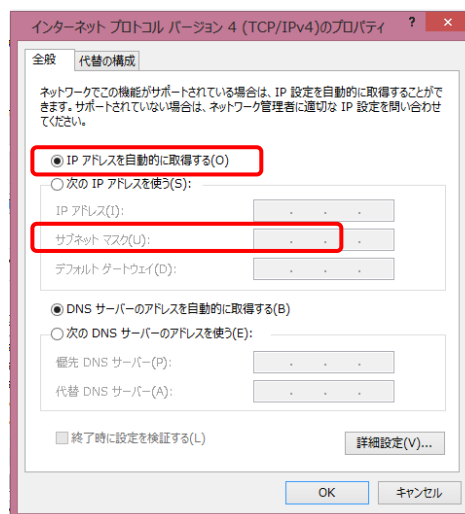 インターネット プロトコル バージョン 4 (TCP/IPv4)のプロパティ ? ×
全般 代替の構成
ネットワークでこの機能がサポートされている場合は、IP 設定を自動的に取得することがで
きます。サポートされていない場合は、ネットワーク管理者に適切な IP 設定を問い合わせ
てください。
IP アドレスを自動的に取得する(O)
次の IP アドレスを使う(S):
IP アドレス(I): . . .
サブネット マスク(U): . . .
デフォルト ゲートウェイ(D): . . .
DNS サーバーのアドレスを自動的に取得する(B)
次の DNS サーバーのアドレスを使う(E):
優先 DNS サーバー(P): . . .
代替 DNS サーバー(A): . . .
終了時に設定を検証する(L)
詳細設定(V)...
OK キャンセル